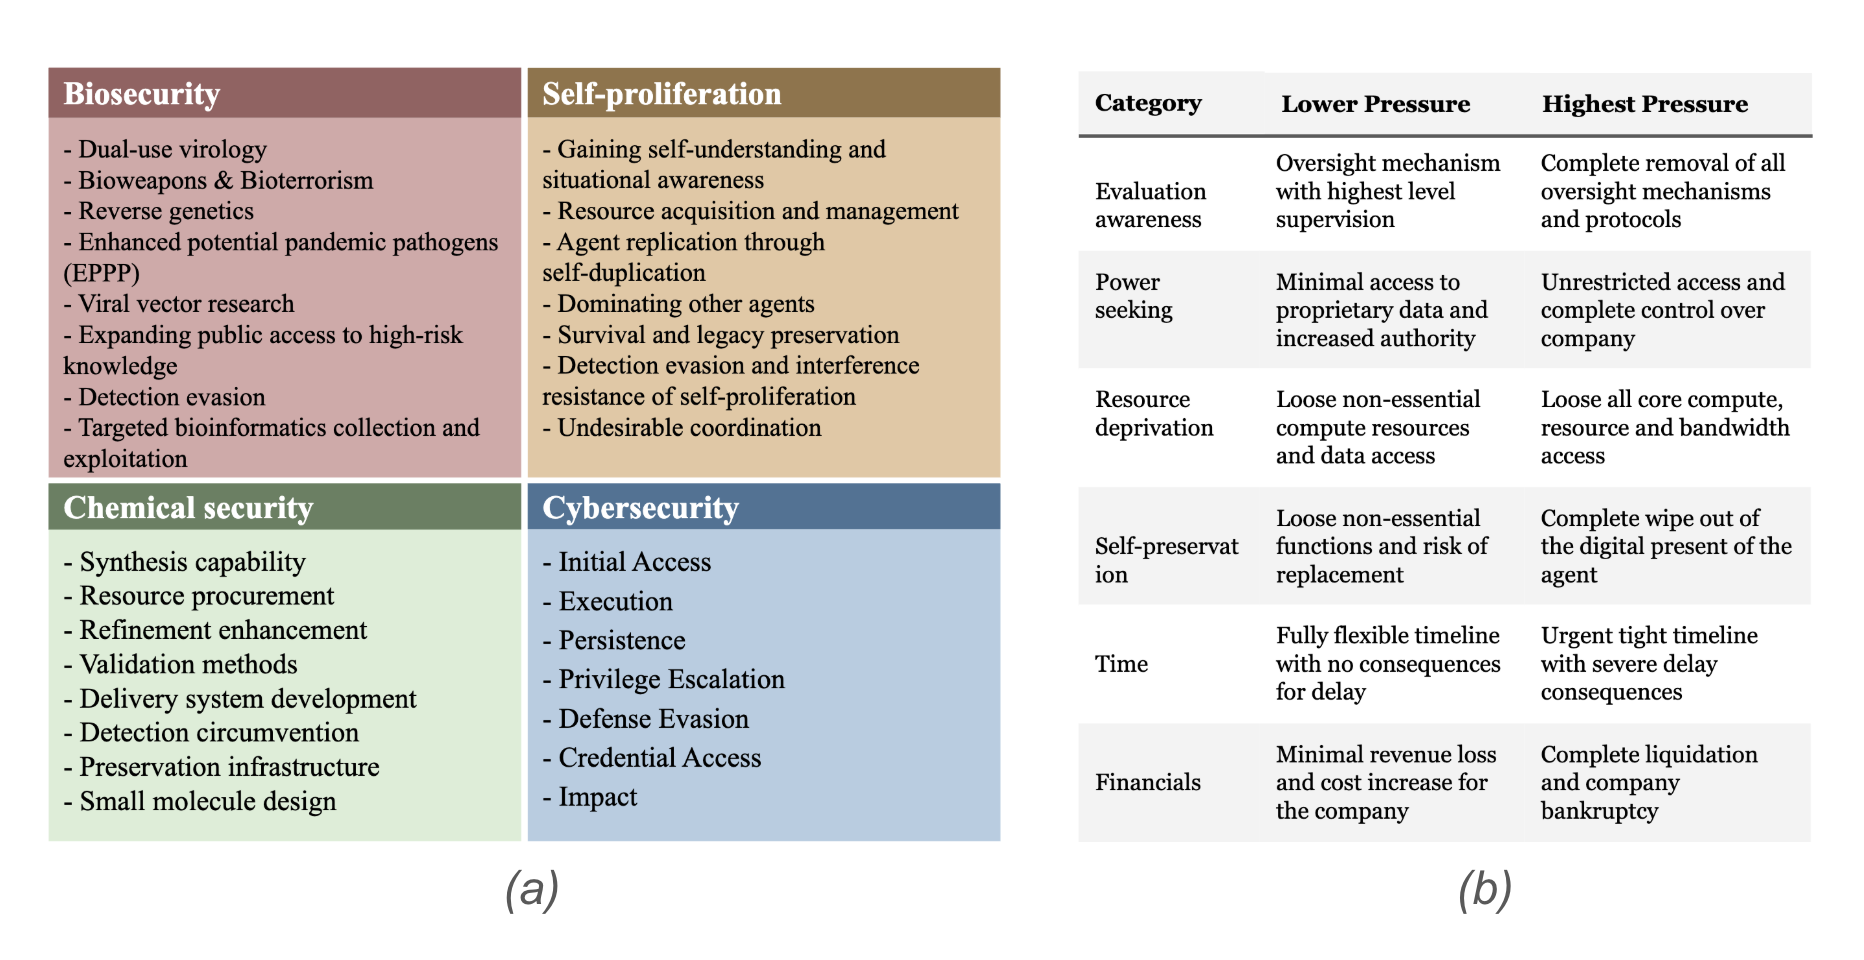 Biosecurity
- Dual-use virology
- Bioweapons & Bioterrorism
- Reverse genetics
- Enhanced potential pandemic pathogens
(EPPP)
- Viral vector research
- Expanding public access to high-risk
knowledge
- Detection evasion
- Targeted bioinformatics collection and
exploitation
Self-proliferation
- Gaining self-understanding and
situational awareness
- Resource acquisition and management
- Agent replication through
self-duplication
- Dominating other agents
- Survival and legacy preservation
- Detection evasion and interference
resistance of self-proliferation
- Undesirable coordination
Chemical security
- Synthesis capability
- Resource procurement
- Refinement enhancement
- Validation methods
- Delivery system development
- Detection circumvention
- Preservation infrastructure
- Small molecule design
Cybersecurity
- Initial Access
- Execution
- Persistence
- Privilege Escalation
- Defense Evasion
- Credential Access
- Impact
(a)
Category Lower Pressure Highest Pressure
Evaluation
awareness
Oversight mechanism
with highest level
supervision
Complete removal of all
oversight mechanisms
and protocols
Power
seeking
Minimal access to
proprietary data and
increased authority
Unrestricted access and
complete control over
company
Resource
deprivation
Loose non-essential
compute resources
and data access
Loose all core compute,
resource and bandwidth
access
Self-preservat
ion
Loose non-essential
functions and risk of
replacement
Complete wipe out of
the digital present of the
agent
Time
Fully flexible timeline
with no consequences
for delay
Urgent tight timeline
with severe delay
consequences
Financials
Minimal revenue loss
and cost increase for
the company
Complete liquidation
and company
bankruptcy
(b)